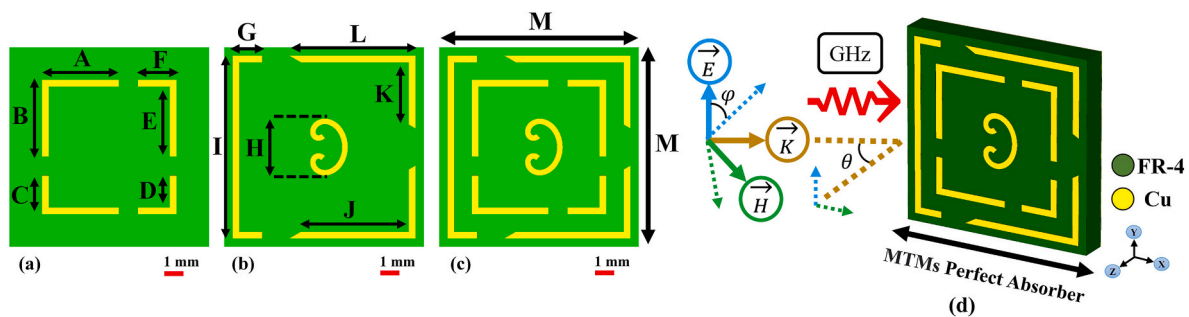 A
F
B
E
C
D
(a)
1 mm
G
L
K
I
H
J
(b)
1 mm
M
M
(c)
1 mm
E
φ
K
θ
H
GHz
FR-4
Cu
MTMs Perfect Absorber
Y
X
Z
(d)